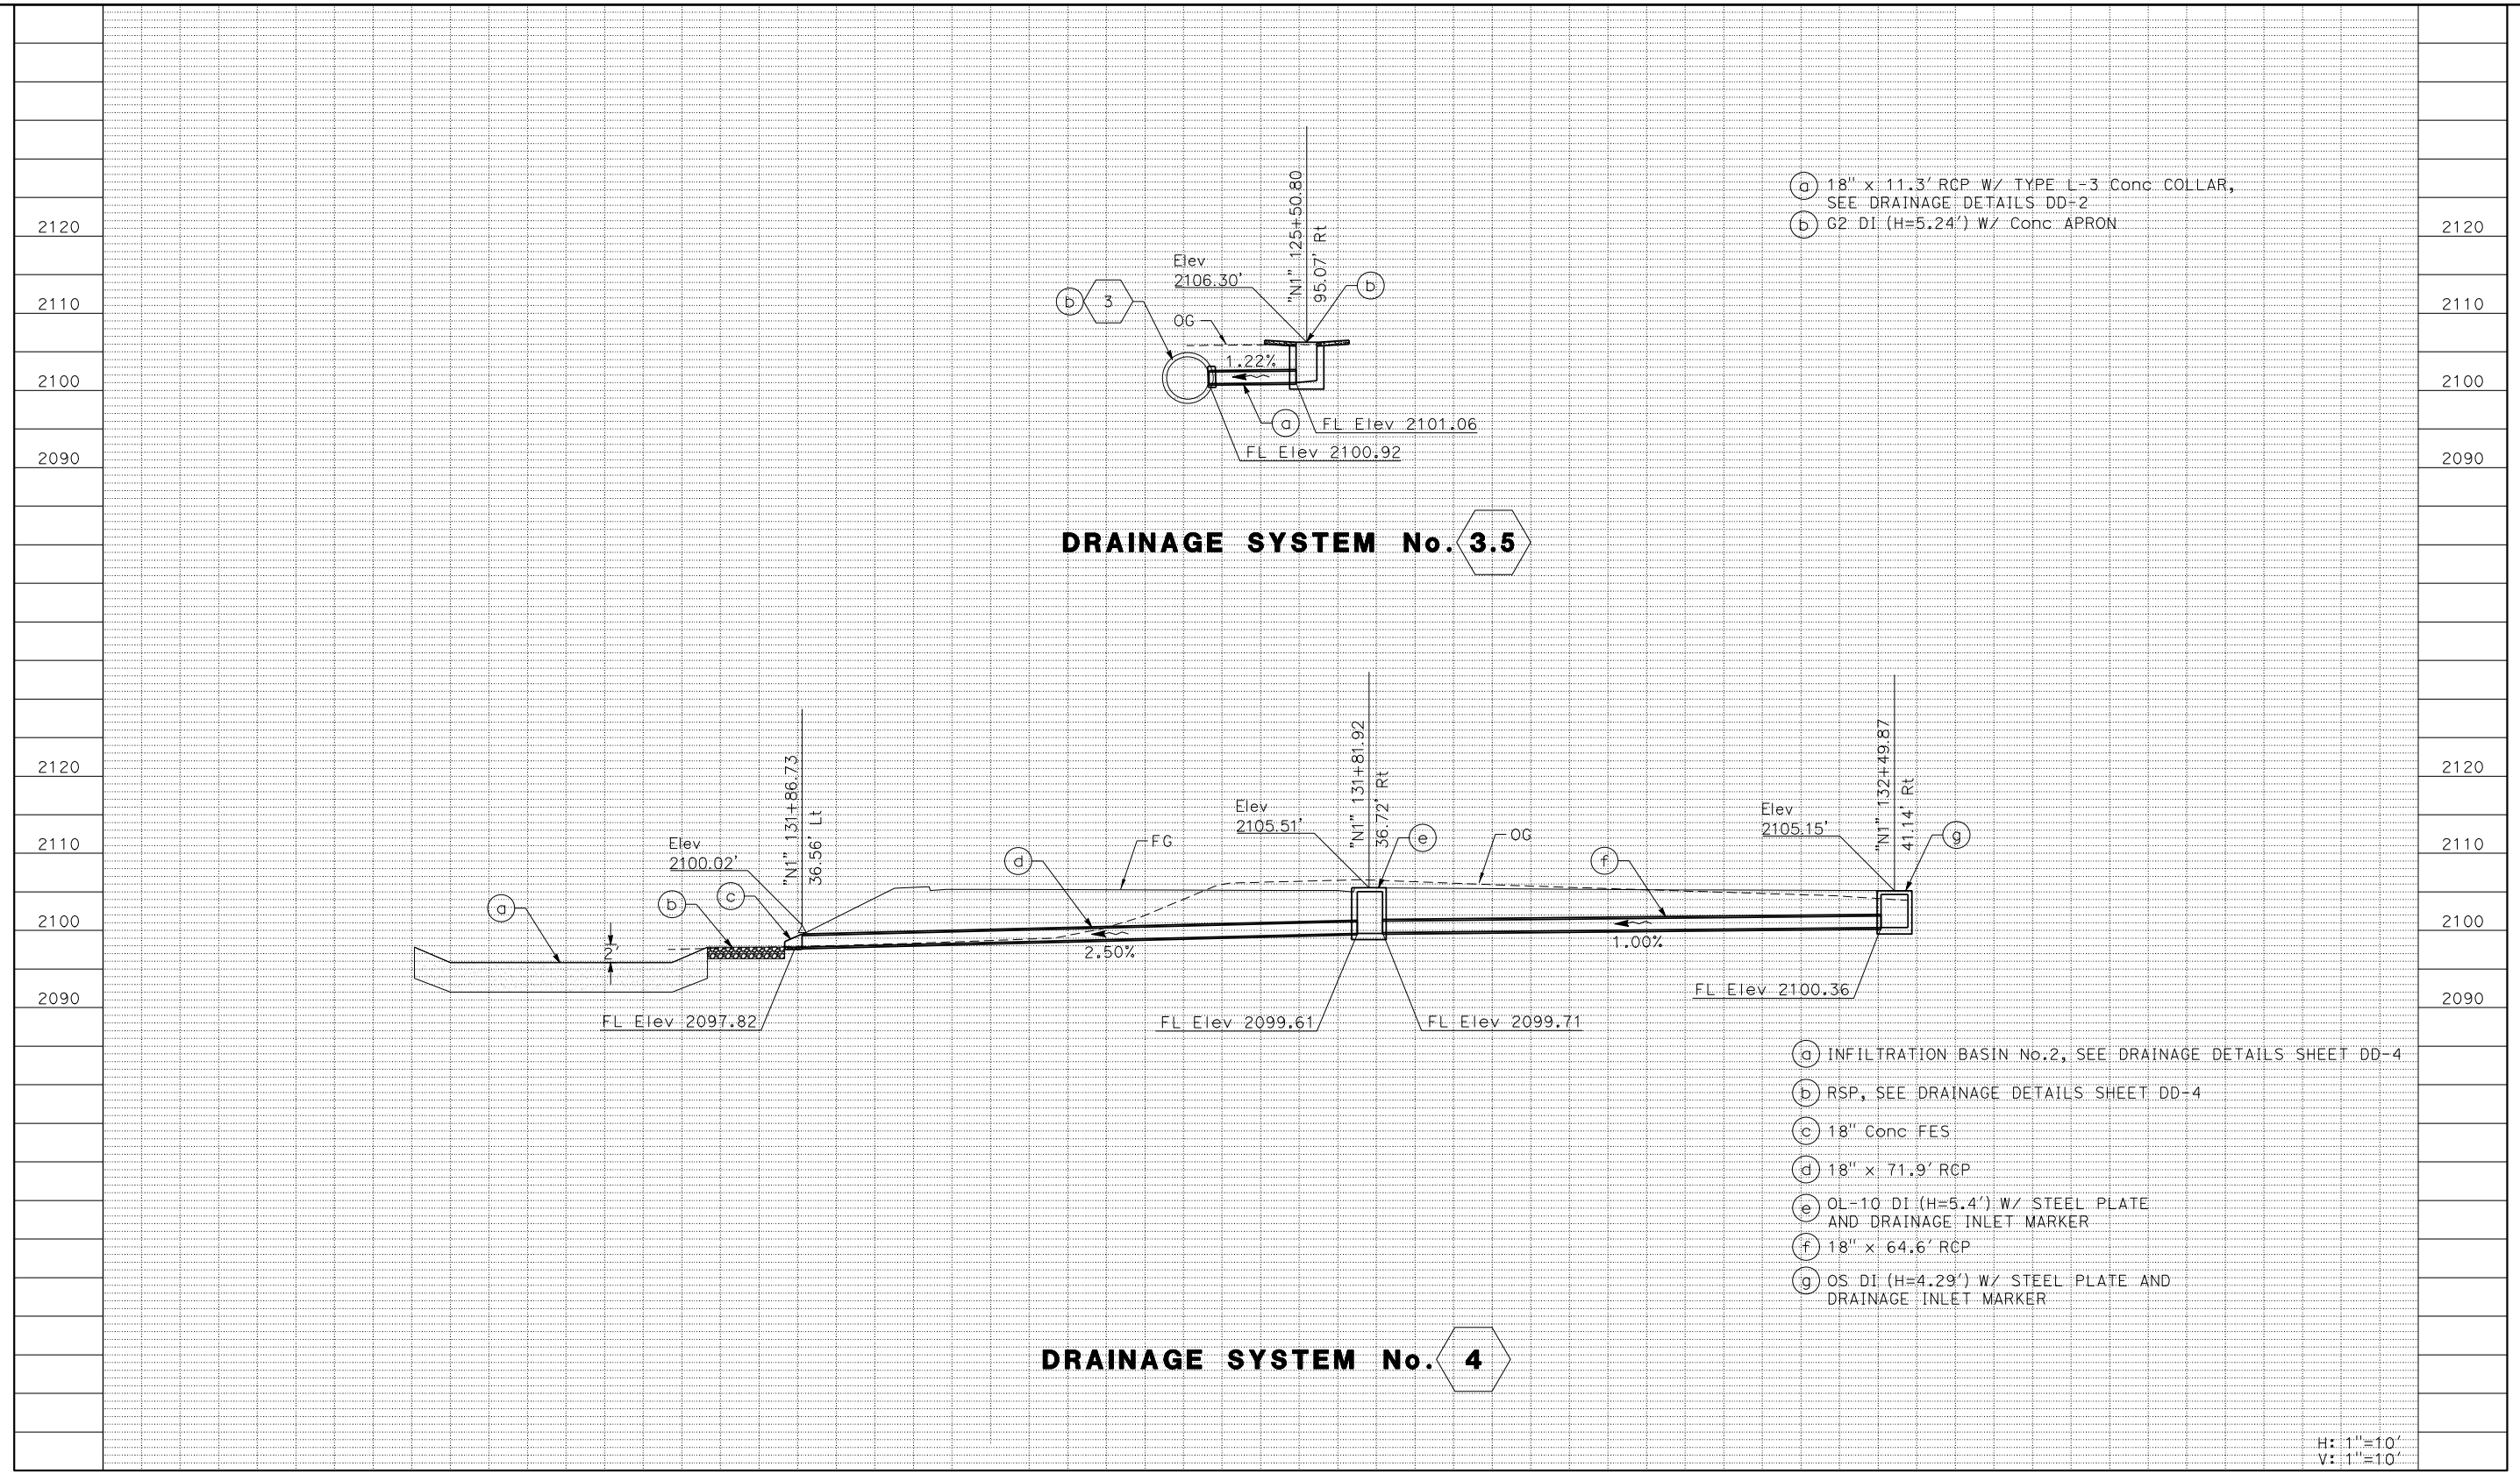 "N1" 125+50.80
95.07' Rt
ⓐ 18" x 11.3' RCP W/ TYPE L-3 Conc COLLAR,
SEE DRAINAGE DETAILS DD-2
ⓑ G2 DI (H=5.24') W/ Conc APRON
2120
2120
Elev
2106.30'
ⓑ
ⓑ 3
2110
2110
OG
1.22%
2100
2100
ⓐ
FL Elev 2101.06
FL Elev 2100.92
2090
2090
DRAINAGE SYSTEM No. 3.5
"N1" 131+86.73
36.56' Lt
"N1" 131+81.92
36.72' Rt
"N1" 132+49.87
41.14' Rt
2120
2120
Elev
2105.51'
Elev
2105.15'
ⓔ
OG
ⓖ
FG
2110
2110
Elev
2100.02'
ⓓ
ⓕ
ⓐ
ⓑ
ⓒ
2100
2100
2'
2.50%
1.00%
2090
2090
FL Elev 2100.36
FL Elev 2097.82
FL Elev 2099.61
FL Elev 2099.71
ⓐ INFILTRATION BASIN No.2, SEE DRAINAGE DETAILS SHEET DD-4
ⓑ RSP, SEE DRAINAGE DETAILS SHEET DD-4
ⓒ 18" Conc FES
ⓓ 18" x 71.9' RCP
ⓔ OL-10 DI (H=5.4') W/ STEEL PLATE
AND DRAINAGE INLET MARKER
ⓕ 18" x 64.6' RCP
ⓖ OS DI (H=4.29') W/ STEEL PLATE AND
DRAINAGE INLET MARKER
DRAINAGE SYSTEM No. 4
H: 1"=10'
V: 1"=10'